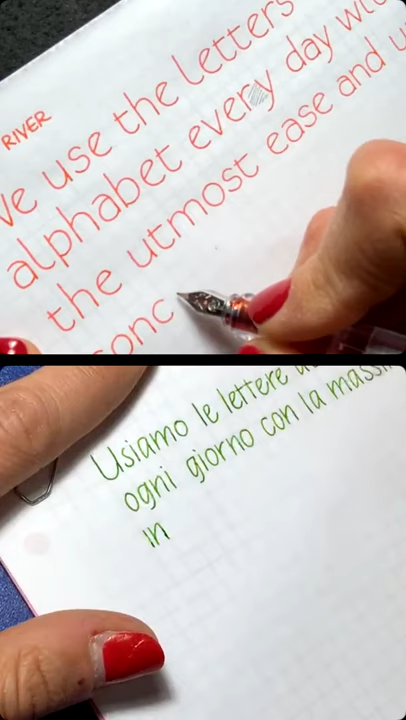 RIVER
We use the letters
alphabet every day
the utmost ease and
conc
Usiamo le lettere
ogni giorno con la
in